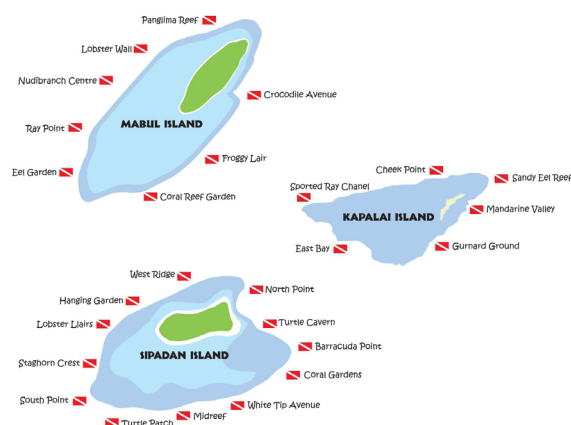 Panglima Reef
Lobster Wall
Nudibranch Centre
Crocodile Avenue
Ray Point
MABUL ISLAND
Froggy Lair
Eel Garden
Coral Reef Garden
Cheek Point
Sandy Eel Reef
Sported Ray Chanel
Mandarine Valley
KAPALAI ISLAND
East Bay
Gurnard Ground
West Ridge
North Point
Hanging Garden
Lobster Llairs
Turtle Cavern
Barracuda Point
SIPADAN ISLAND
Staghorn Crest
Coral Gardens
South Point
White Tip Avenue
Midreef
Turtle Patch